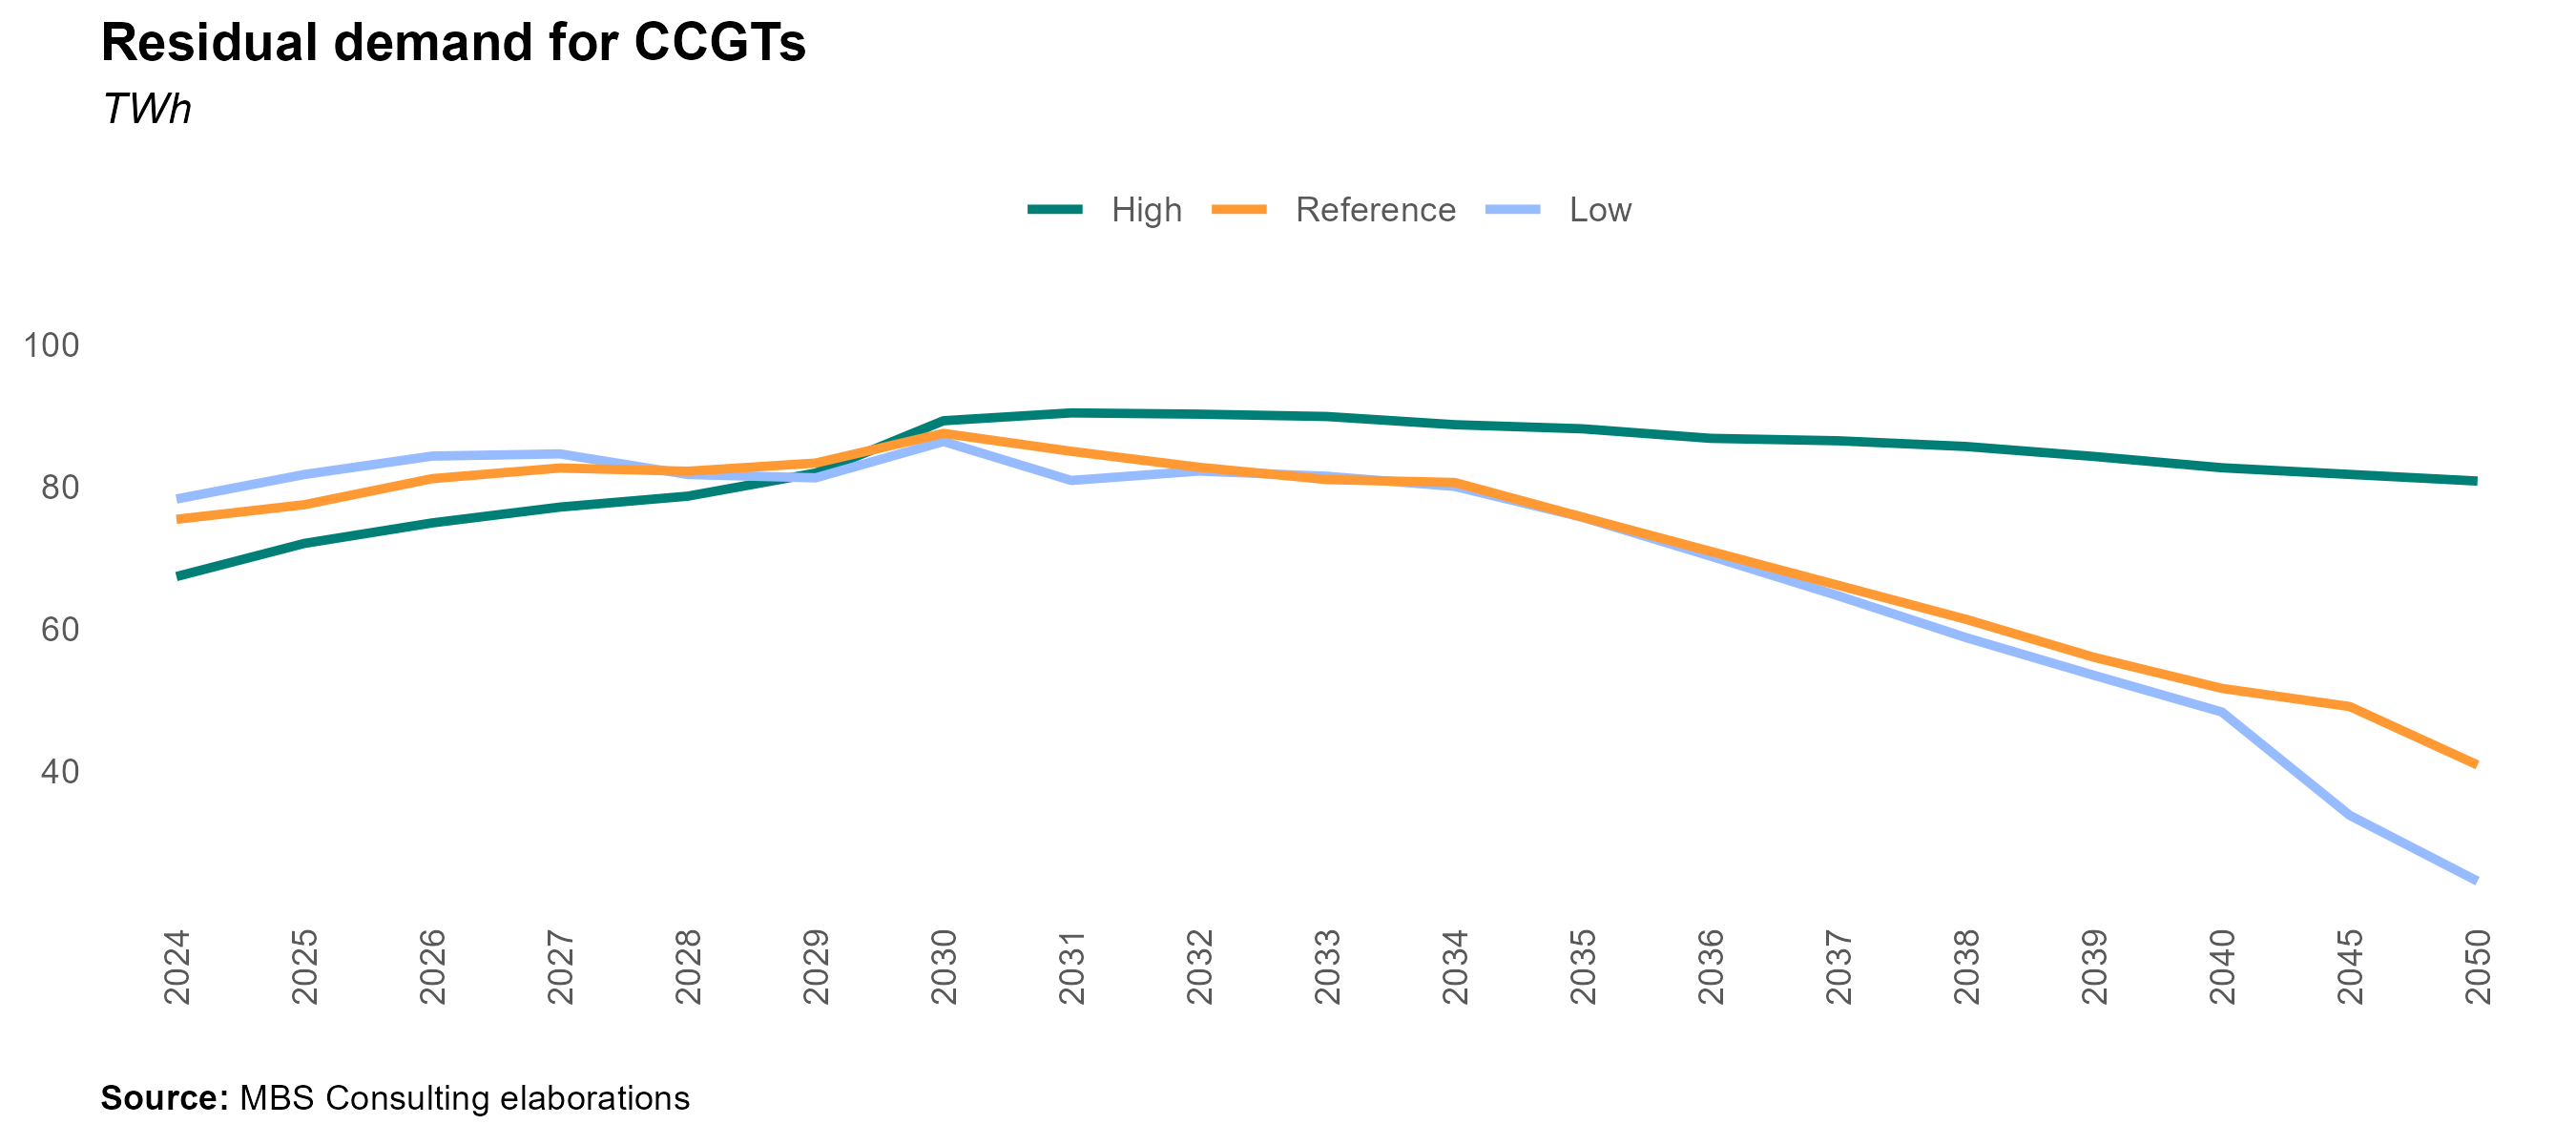 Residual demand for CCGTs
TWh
High Reference Low
100
80
60
40
2024 2025 2026 2027 2028 2029 2030 2031 2032 2033 2034 2035 2036 2037 2038 2039 2040 2045 2050
Source: MBS Consulting elaborations